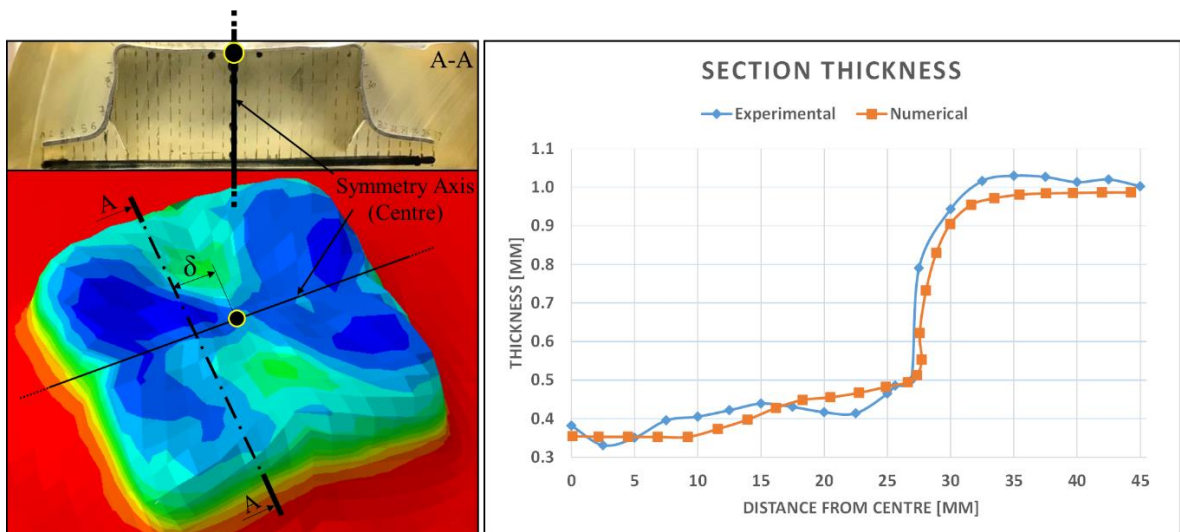 A-A
Symmetry Axis
(Centre)
A
δ
A
SECTION THICKNESS
Experimental
Numerical
1.1
1.0
0.9
0.8
0.7
0.6
0.5
0.4
0.3
THICKNESS [MM]
0 5 10 15 20 25 30 35 40 45
DISTANCE FROM CENTRE [MM]